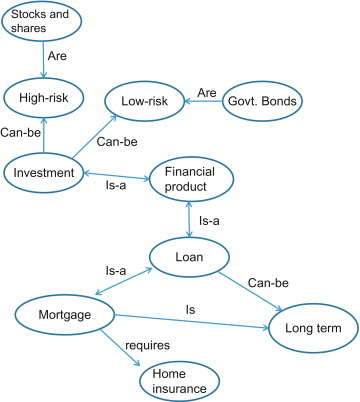 Stocks and
shares
Are
High-risk
Low-risk
Are
Govt. Bonds
Can-be
Can-be
Investment
Is-a
Financial
product
Is-a
Loan
Is-a
Can-be
Mortgage
Is
Long term
requires
Home
insurance